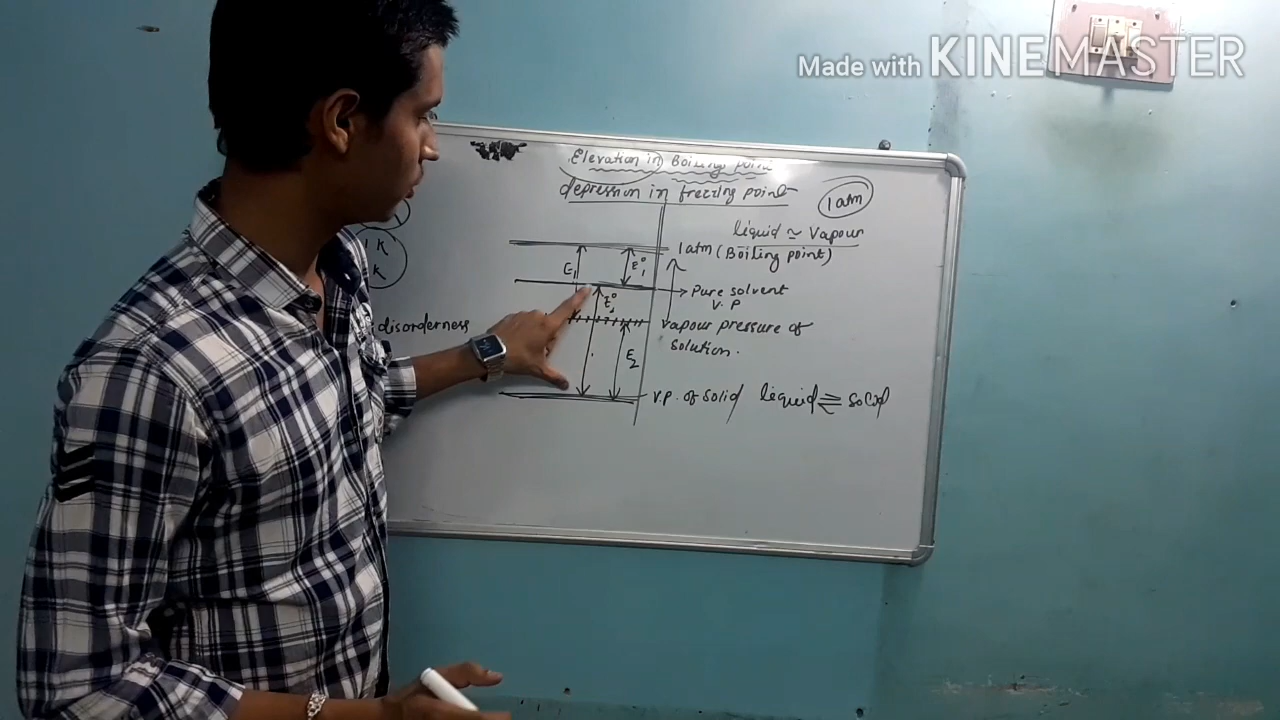 Made with KINEMASTER
Elevation in Boiling point
depression in freezing point
1 atm
liquid ≃ Vapour
1 atm (Boiling point)
E₁
E₁°
Pure solvent
V.P
E₂°
Vapour pressure of
solution.
1 K
K
disorderness
E₂
V.P. of Solid liquid ⇌ solid